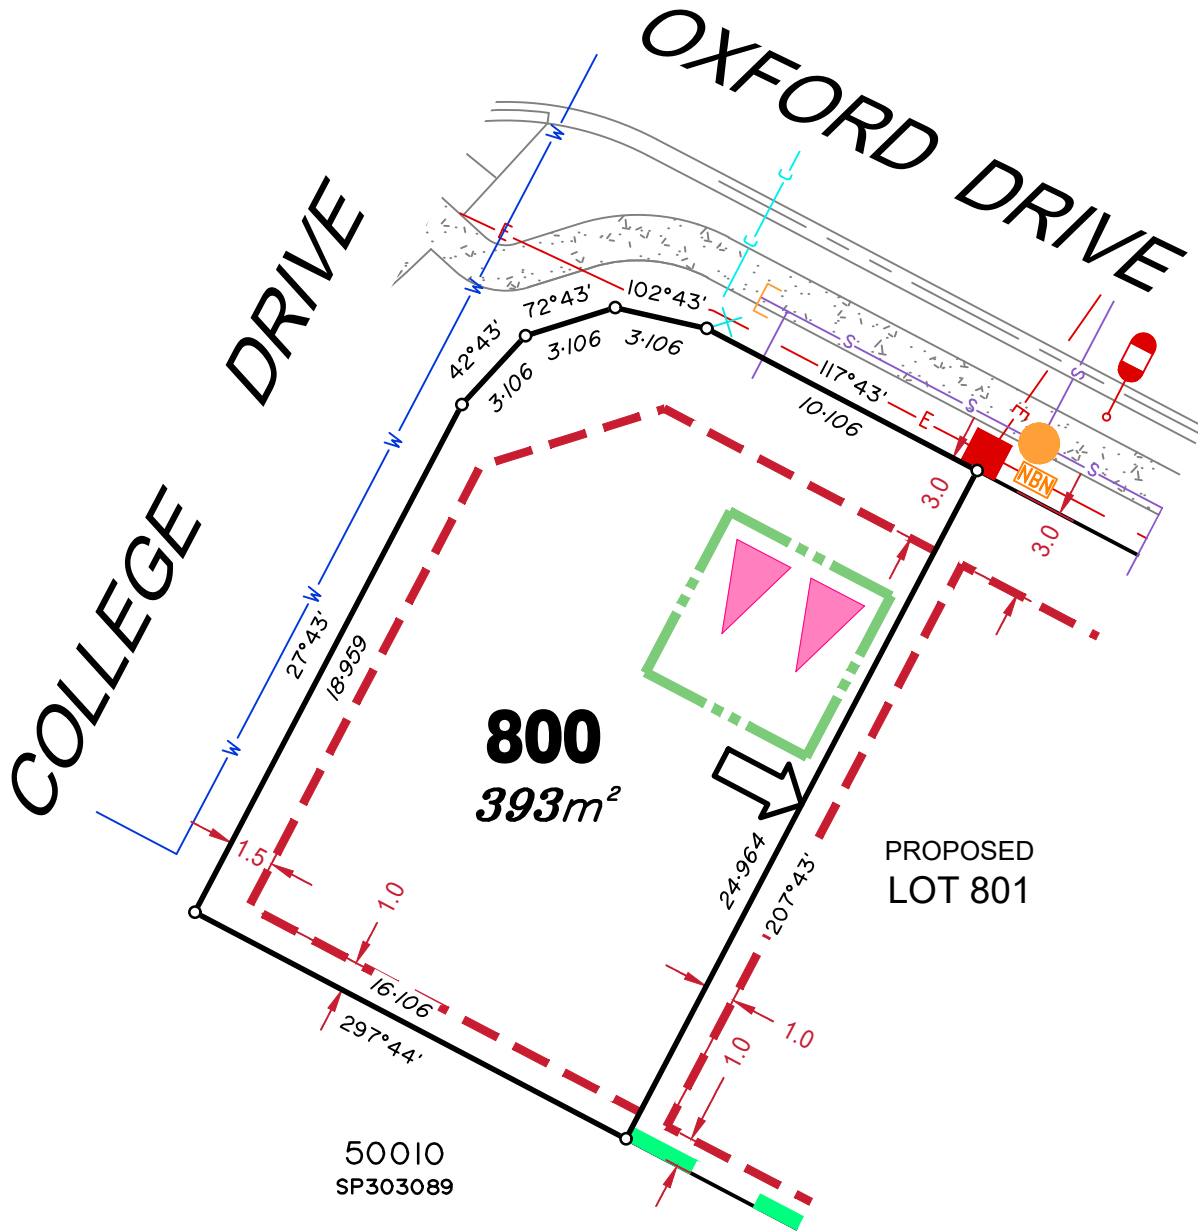 OXFORD DRIVE
COLLEGE DRIVE
W
C
C
E
W
72°43'
102°43'
E
S
S
42°43'
3·106
3·106
3·106
117°43'
10·106
E
E
S
S
W
NBN
3.0
3.0
W
27°43'
18·959
800
393m²
W
1.5
1.0
24·964
207°43'
PROPOSED
LOT 801
16·106
297°44'
1.0
1.0
50010
SP303089